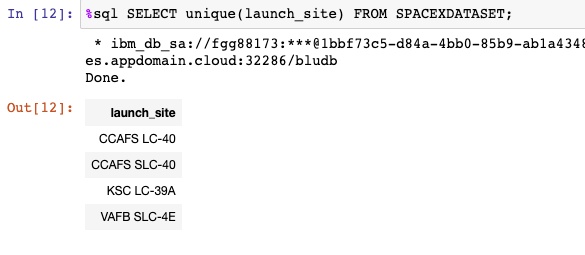 In [12]: %sql SELECT unique(launch_site) FROM SPACEXDATASET;
* ibm_db_sa://fgg88173:***@1bbf73c5-d84a-4bb0-85b9-ab1a4348
es.appdomain.cloud:32286/bludb
Done.
Out[12]:
launch_site
CCAFS LC-40
CCAFS SLC-40
KSC LC-39A
VAFB SLC-4E